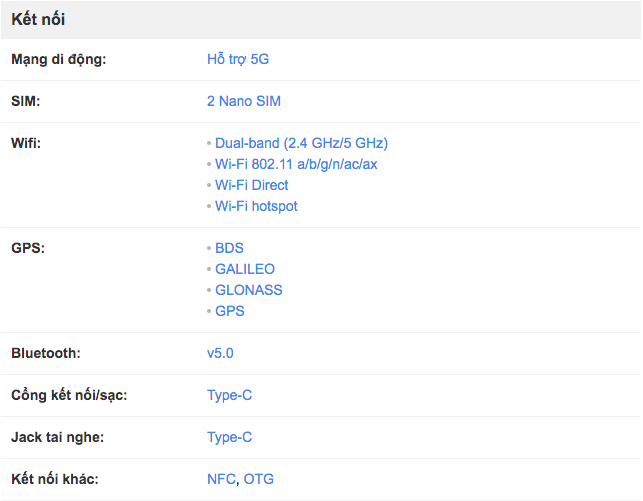 Kết nối
Mạng di động: Hỗ trợ 5G
SIM: 2 Nano SIM
Wifi: • Dual-band (2.4 GHz/5 GHz)
• Wi-Fi 802.11 a/b/g/n/ac/ax
• Wi-Fi Direct
• Wi-Fi hotspot
GPS: • BDS
• GALILEO
• GLONASS
• GPS
Bluetooth: v5.0
Cổng kết nối/sạc: Type-C
Jack tai nghe: Type-C
Kết nối khác: NFC, OTG